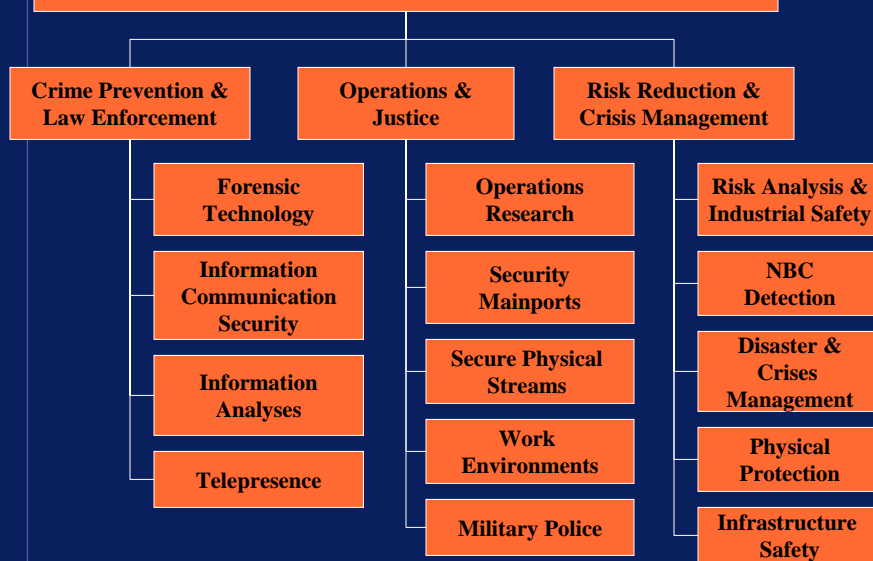 Crime Prevention &
Law Enforcement
Operations &
Justice
Risk Reduction &
Crisis Management
Forensic
Technology
Information
Communication
Security
Information
Analyses
Telepresence
Operations
Research
Security
Mainports
Secure Physical
Streams
Work
Environments
Military Police
Risk Analysis &
Industrial Safety
NBC
Detection
Disaster &
Crises
Management
Physical
Protection
Infrastructure
Safety